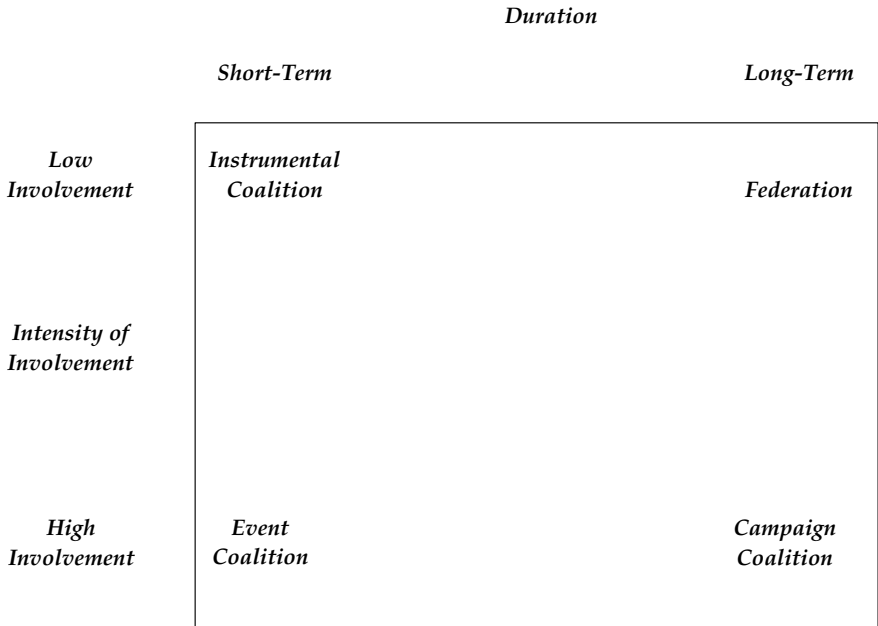 Duration
Short-Term Long-Term
Low Instrumental
Involvement Coalition Federation
Intensity of
Involvement
High Event Campaign
Involvement Coalition Coalition